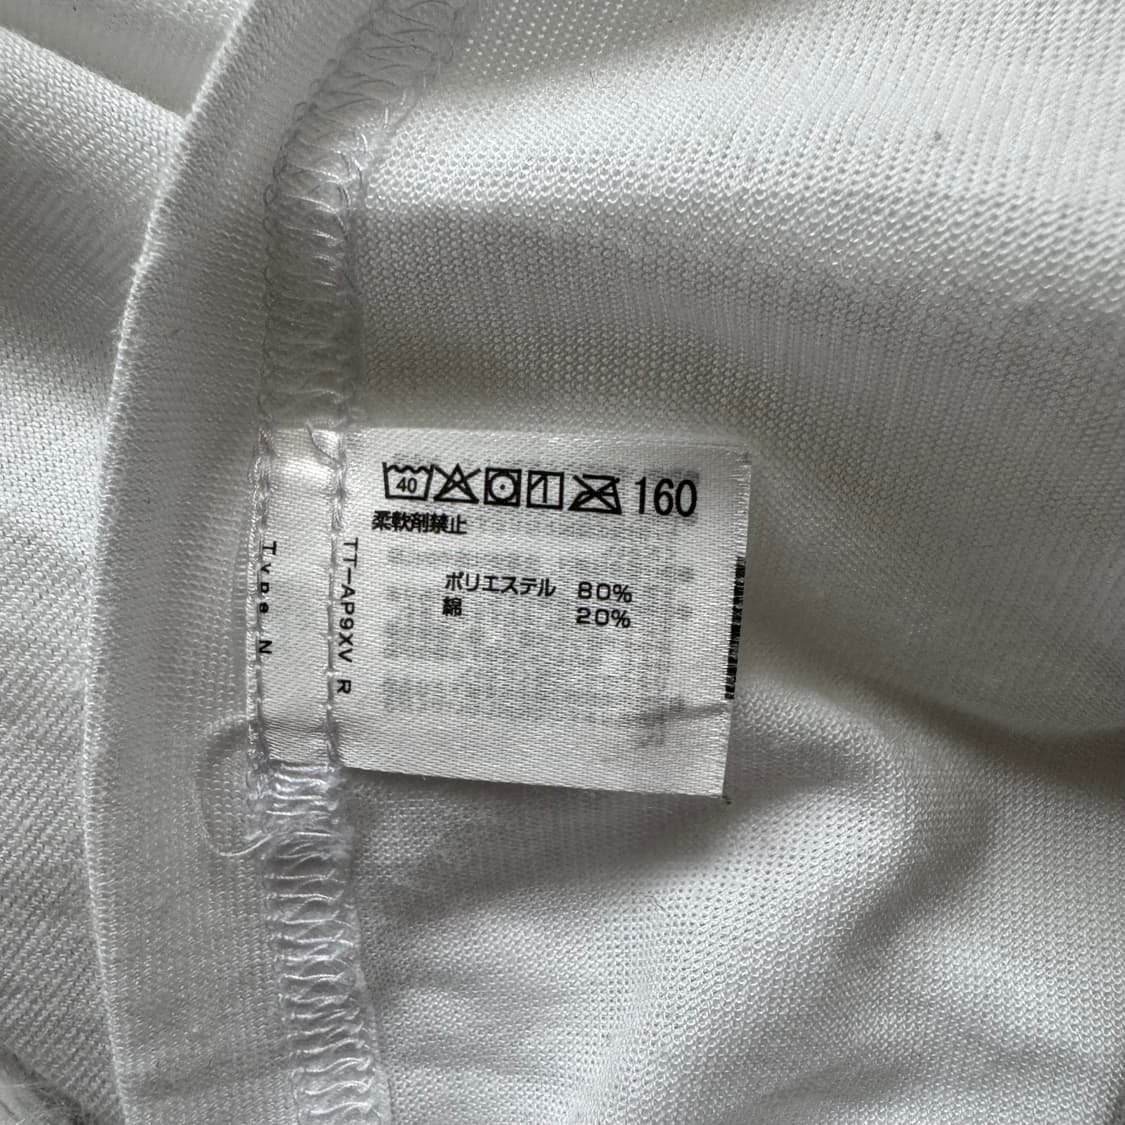 40 160
柔軟剤禁止
ポリエステル 80%
綿 20%
TT-AP9XV R
Type N